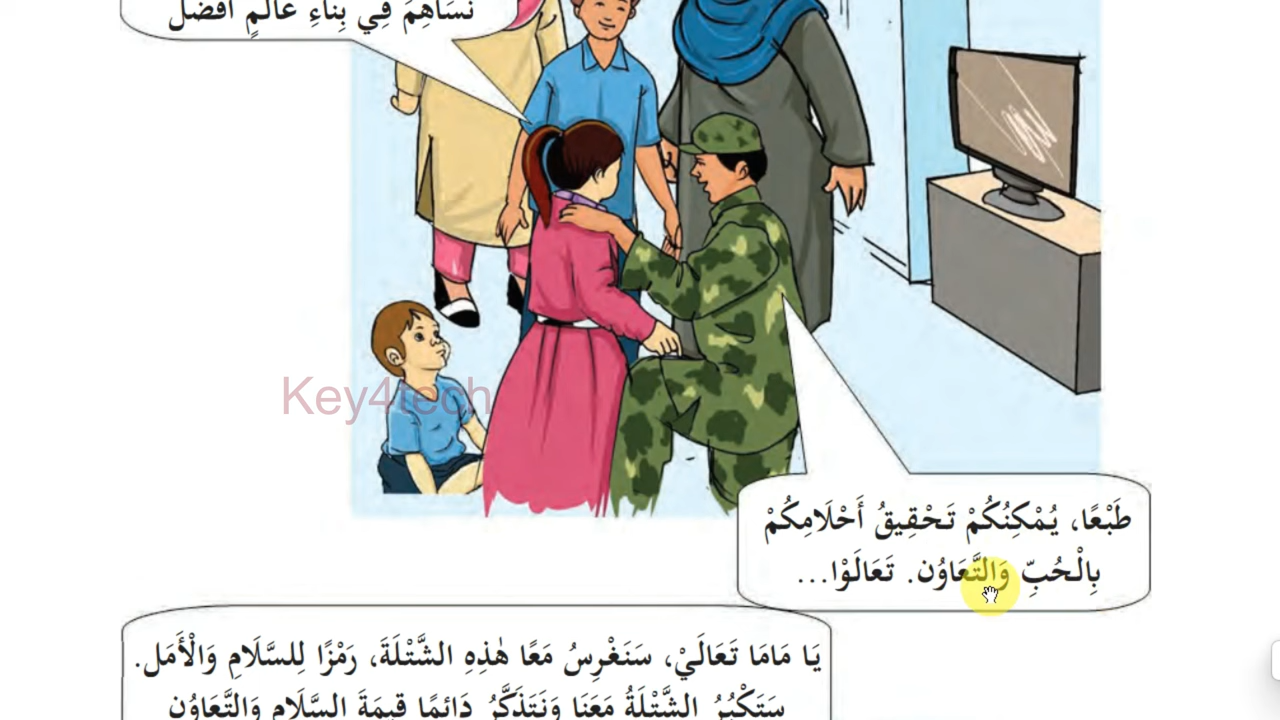 نُسَاهِمَ فِي بِنَاءِ عَالَمٍ أَفْضَلَ
Key4tech
طَبْعًا، يُمْكِنُكُمْ تَحْقِيقُ أَحْلَامِكُمْ
بِالْحُبِّ وَالتَّعَاوُن. تَعَالَوْا...
يَا مَامَا تَعَالَيْ، سَنَغْرِسُ مَعًا هٰذِهِ الشَّتْلَةَ، رَمْزًا لِلسَّلَامِ وَالْأَمَل.
سَتَكْبُرُ الشَّتْلَةُ مَعَنَا وَنَتَذَكَّرُ دَائِمًا قِيمَةَ السَّلَامِ وَالتَّعَاوُنِ